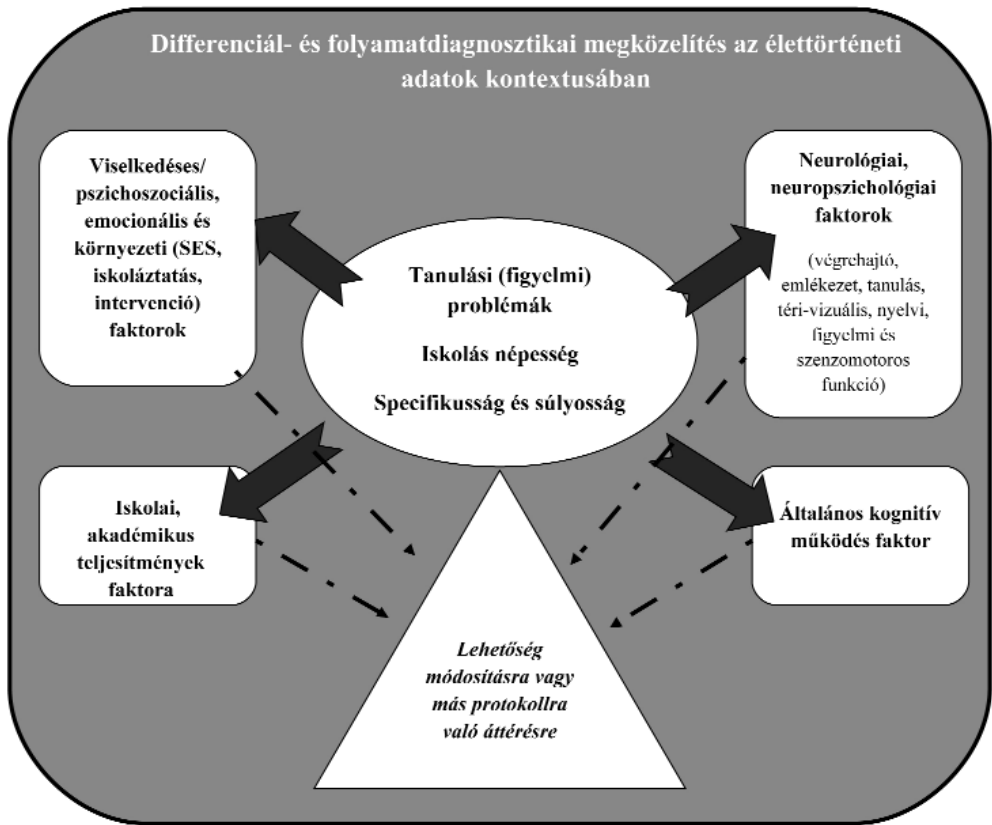 Differenciál- és folyamatdiagnosztikai megközelítés az élettörténeti
adatok kontextusában
Viselkedéses/
pszichoszociális,
emocionális és
környezeti (SES,
iskoláztatás,
intervenció)
faktorok
Neurológiai,
neuropszichológiai
faktorok
(végrehajtó,
emlékezet, tanulás,
téri-vizuális, nyelvi,
figyelmi és
szenzomotoros
funkció)
Tanulási (figyelmi)
problémák
Iskolás népesség
Specifikusság és súlyosság
Iskolai,
akadémikus
teljesítmények
faktora
Általános kognitív
működés faktor
Lehetőség
módosításra vagy
más protokollra
való áttérésre